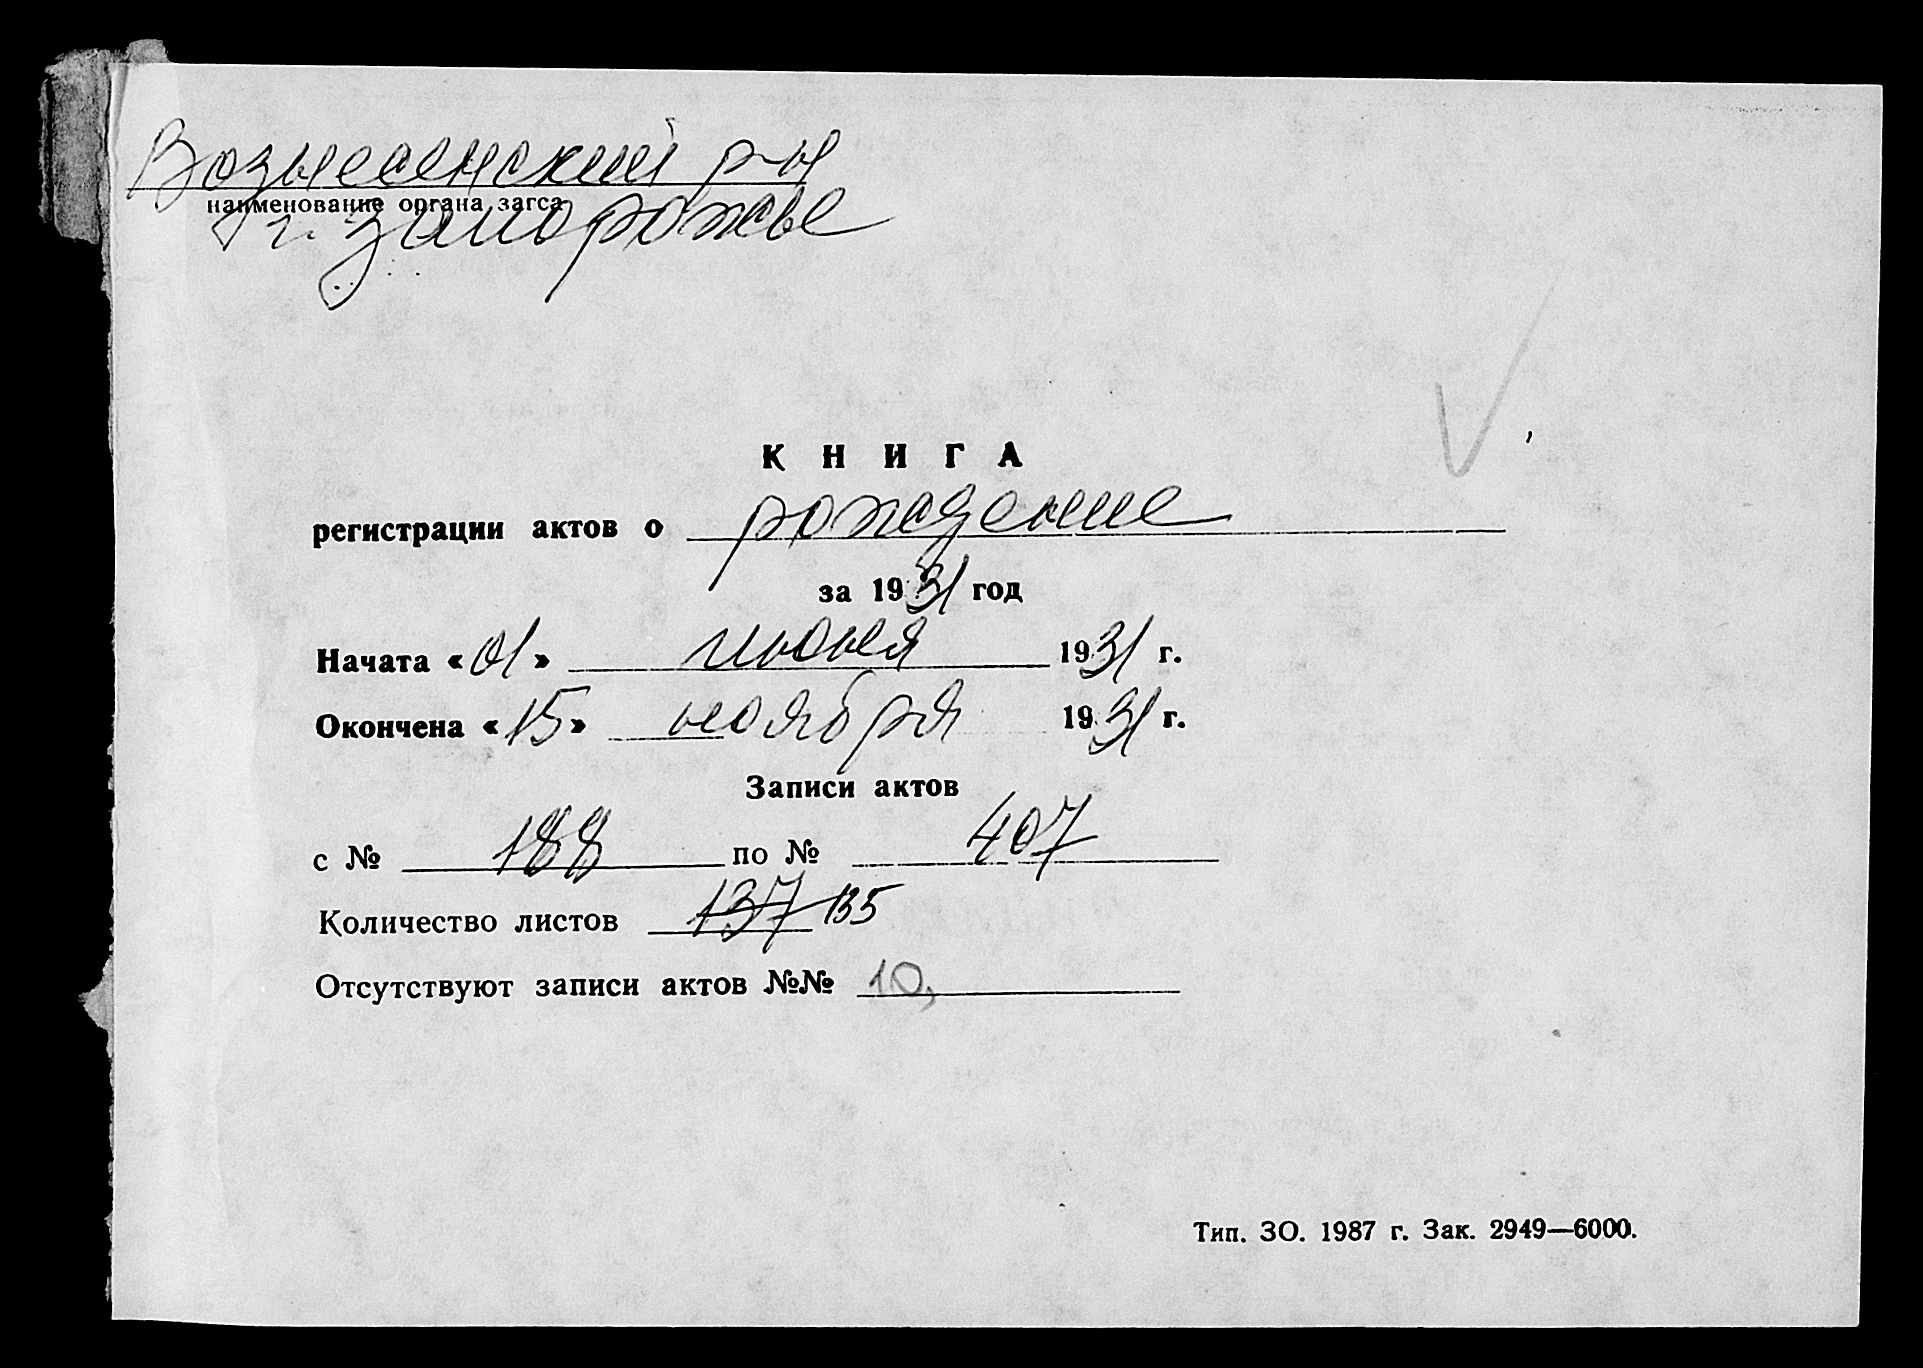 Вознесенский р-н
наименование органа загса
г. Запорожье
КНИГА
регистрации актов о рождение
за 1931 год
Начата «01» июня 1931 г.
Окончена «15» ноября 1931 г.
Записи актов
с № 188 по № 407
Количество листов 137 135
Отсутствуют записи актов №№ 10,
Тип. ЗО. 1987 г. Зак. 2949—6000.